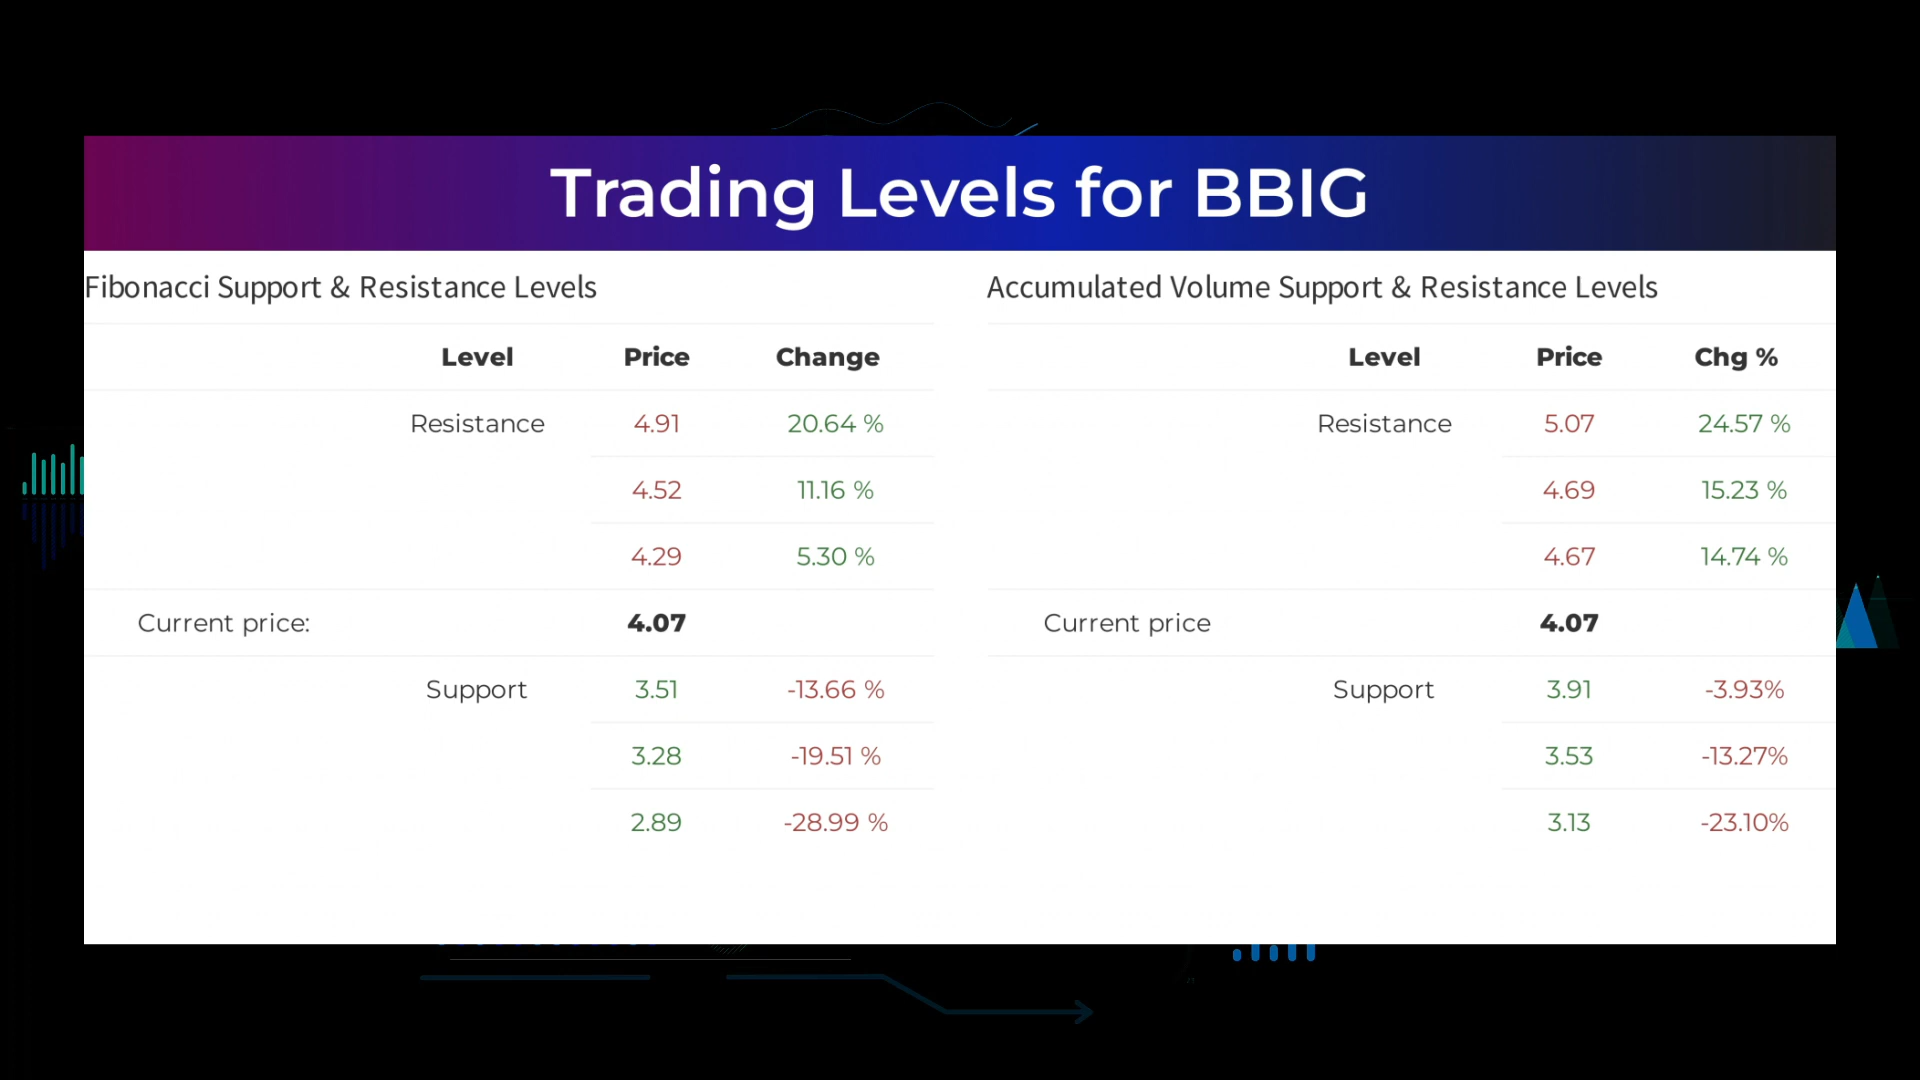 Trading Levels for BBIG
Fibonacci Support & Resistance Levels
Level Price Change
Resistance 4.91 20.64 %
4.52 11.16 %
4.29 5.30 %
Current price: 4.07
Support 3.51 -13.66 %
3.28 -19.51 %
2.89 -28.99 %
Accumulated Volume Support & Resistance Levels
Level Price Chg %
Resistance 5.07 24.57 %
4.69 15.23 %
4.67 14.74 %
Current price 4.07
Support 3.91 -3.93%
3.53 -13.27%
3.13 -23.10%